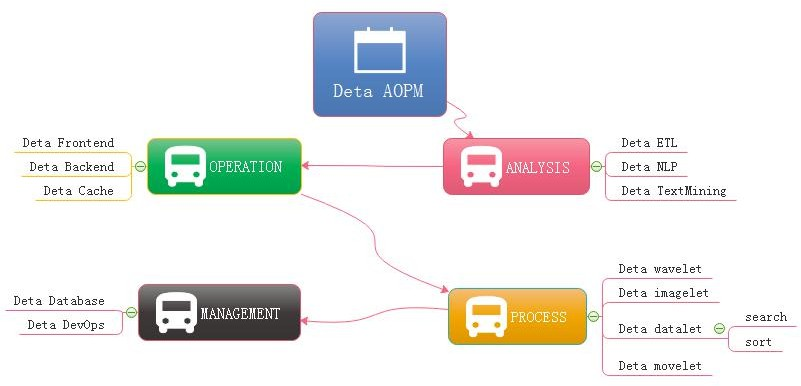 Deta AOPM
Deta Frontend
Deta Backend
Deta Cache
OPERATION
ANALYSIS
Deta ETL
Deta NLP
Deta TextMining
Deta Database
Deta DevOps
MANAGEMENT
PROCESS
Deta wavelet
Deta imagelet
Deta datalet
search
sort
Deta movelet